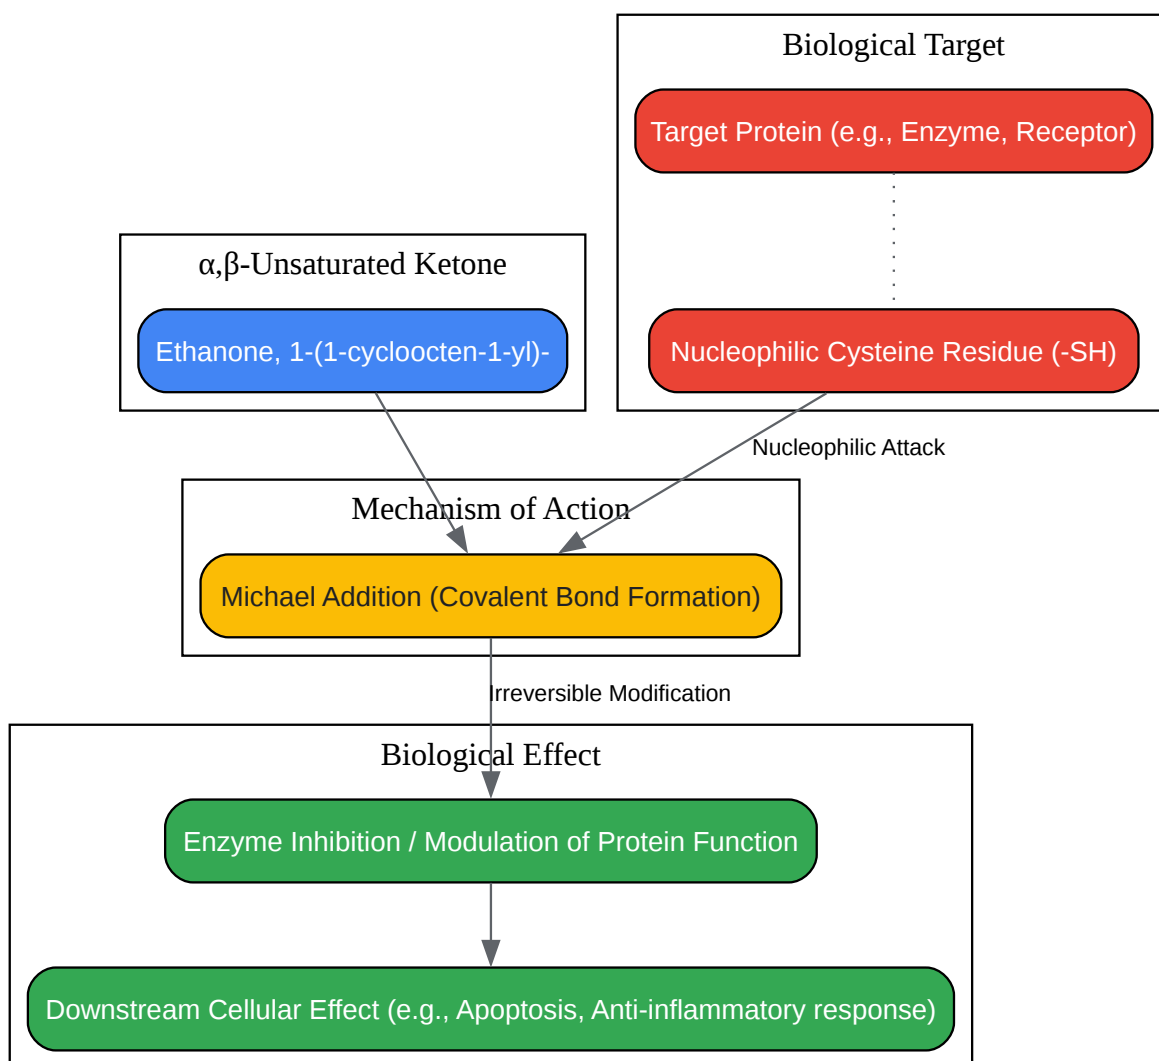 Biological Target
Target Protein (e.g., Enzyme, Receptor)
α,β-Unsaturated Ketone
Ethanone, 1-(1-cycloocten-1-yl)-
Nucleophilic Cysteine Residue (-SH)
Nucleophilic Attack
Mechanism of Action
Michael Addition (Covalent Bond Formation)
Irreversible Modification
Biological Effect
Enzyme Inhibition / Modulation of Protein Function
Downstream Cellular Effect (e.g., Apoptosis, Anti-inflammatory response)